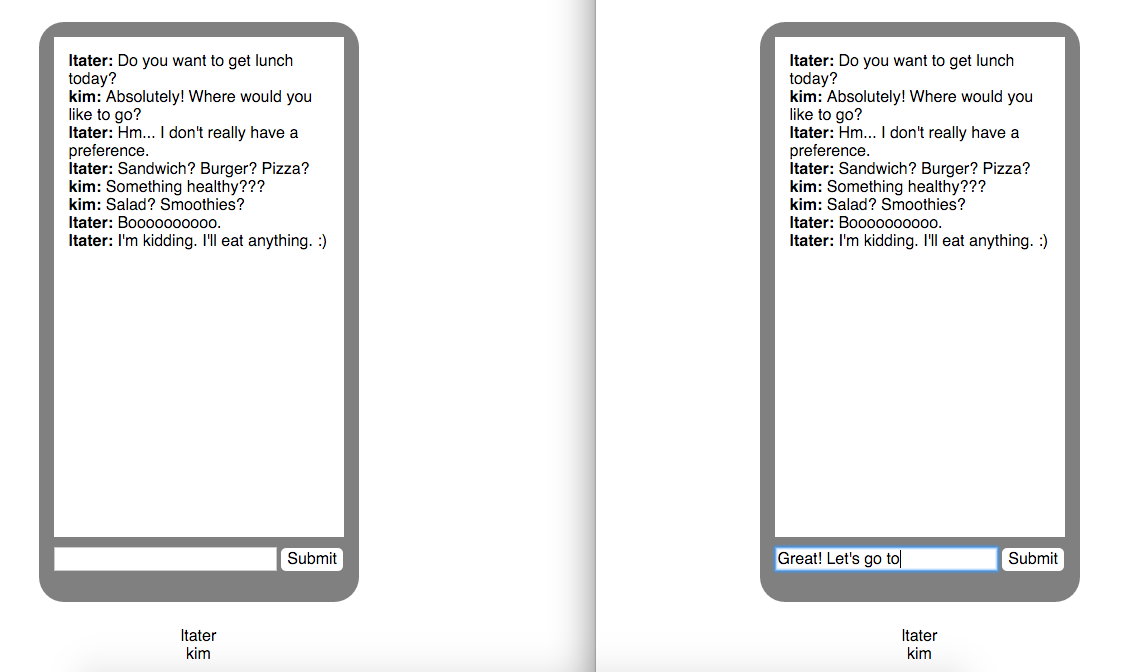 ltater: Do you want to get lunch
today?
kim: Absolutely! Where would you
like to go?
ltater: Hm... I don't really have a
preference.
ltater: Sandwich? Burger? Pizza?
kim: Something healthy???
kim: Salad? Smoothies?
ltater: Boooooooooo.
ltater: I'm kidding. I'll eat anything. :)
Submit
ltater
kim
ltater: Do you want to get lunch
today?
kim: Absolutely! Where would you
like to go?
ltater: Hm... I don't really have a
preference.
ltater: Sandwich? Burger? Pizza?
kim: Something healthy???
kim: Salad? Smoothies?
ltater: Boooooooooo.
ltater: I'm kidding. I'll eat anything. :)
Great! Let's go to Submit
ltater
kim